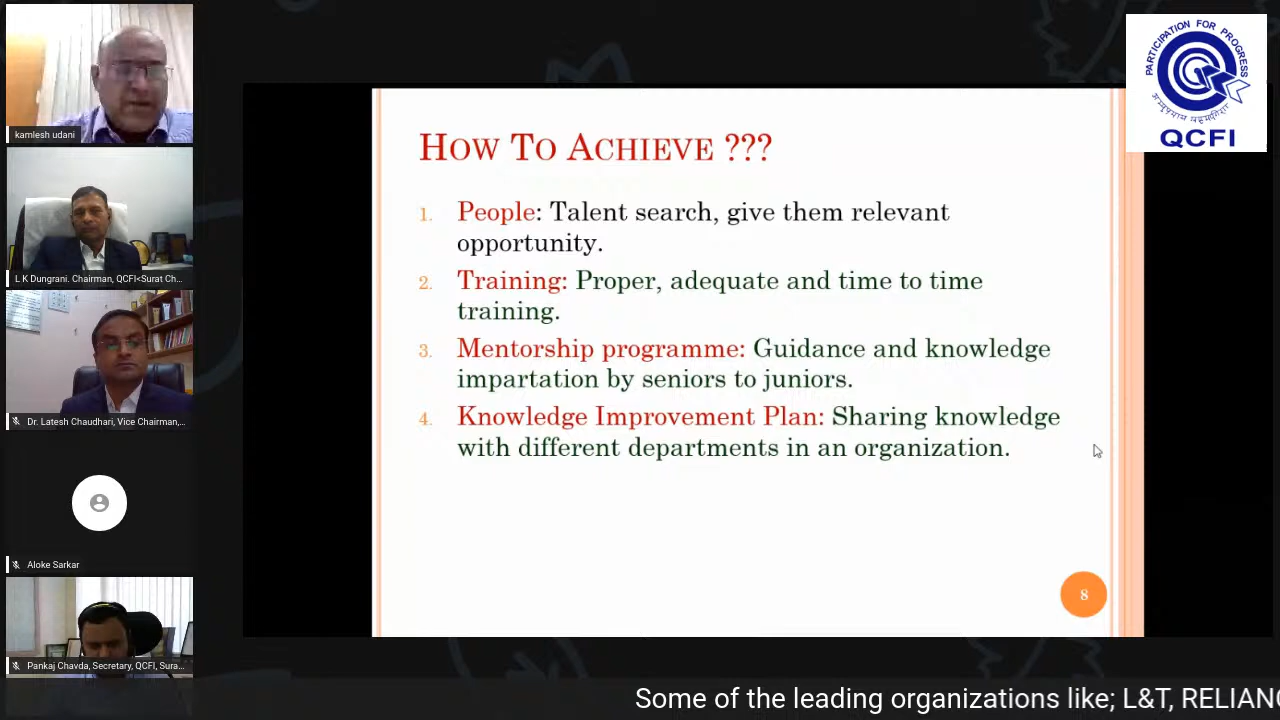 kamlesh udani
L K Dungrani. Chairman, QCFI<Surat Ch...
Dr. Latesh Chaudhari, Vice Chairman,...
Aloke Sarkar
Pankaj Chavda, Secretary, QCFI, Sura...
HOW TO ACHIEVE ???
1. People: Talent search, give them relevant
opportunity.
2. Training: Proper, adequate and time to time
training.
3. Mentorship programme: Guidance and knowledge
impartation by seniors to juniors.
4. Knowledge Improvement Plan: Sharing knowledge
with different departments in an organization.
8
PARTICIPATION FOR PROGRESS
QCFI
Some of the leading organizations like; L&T, RELIANC